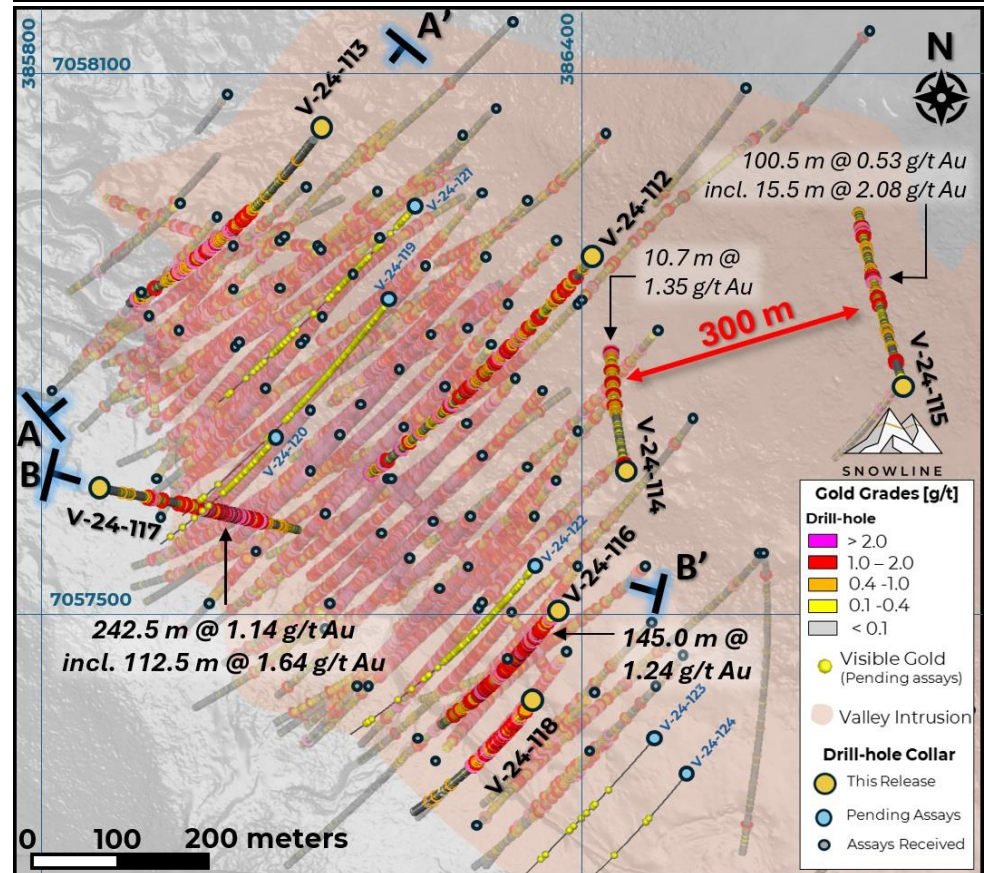 385800
7058100
386400
A'
N
V-24-113
V-24-121
V-24-112
V-24-119
100.5 m @ 0.53 g/t Au
incl. 15.5 m @ 2.08 g/t Au
10.7 m @
1.35 g/t Au
300 m
V-24-115
A
B
V-24-120
V-24-114
SNOWLINE
V-24-117
V-24-122
V-24-116
B'
7057500
242.5 m @ 1.14 g/t Au
incl. 112.5 m @ 1.64 g/t Au
145.0 m @
1.24 g/t Au
V-24-118
V-24-123
V-24-124
0 100 200 meters
Gold Grades [g/t]
Drill-hole
> 2.0
1.0 – 2.0
0.4 -1.0
0.1 -0.4
< 0.1
Visible Gold
(Pending assays)
Valley Intrusion
Drill-hole Collar
This Release
Pending Assays
Assays Received